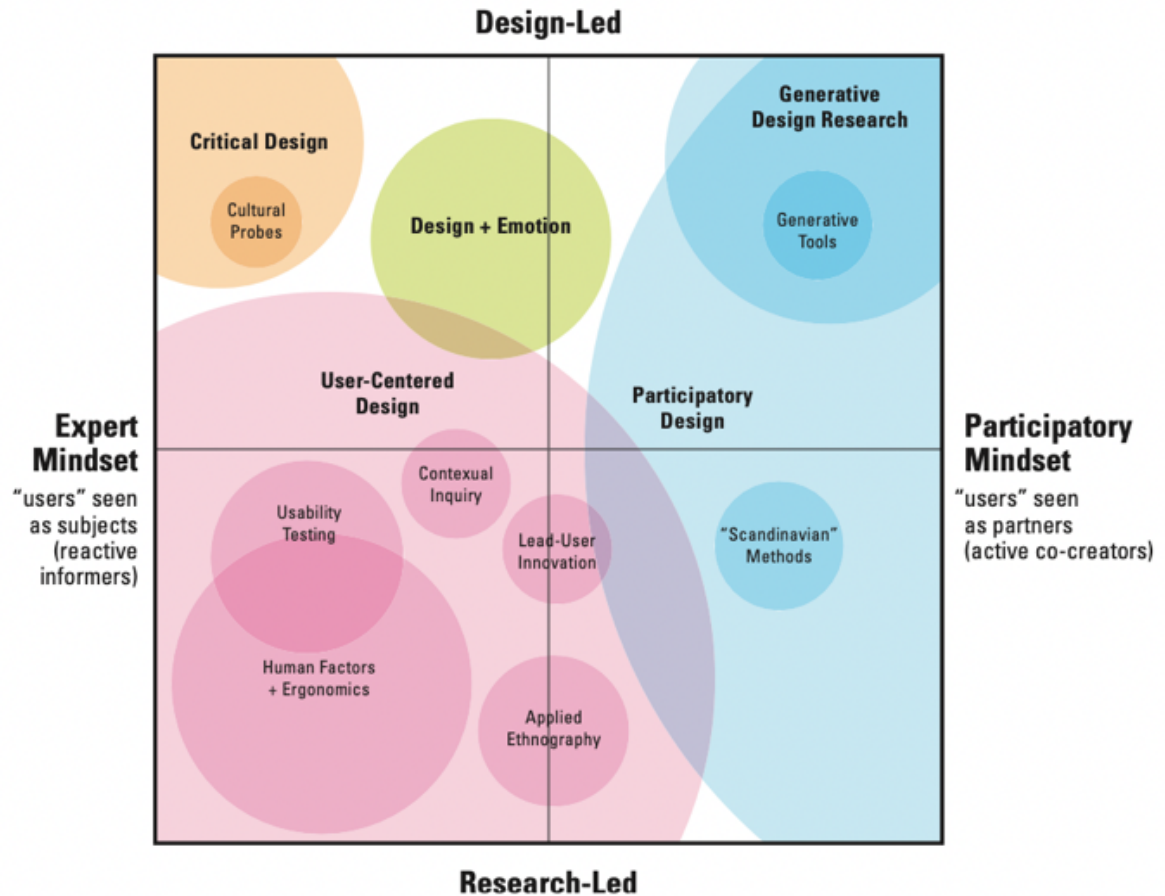 Design-Led
Generative
Design Research
Critical Design
Cultural
Probes
Generative
Tools
Design + Emotion
User-Centered
Design
Participatory
Design
Expert
Mindset
“users” seen
as subjects
(reactive
informers)
Participatory
Mindset
“users” seen
as partners
(active co-creators)
Contexual
Inquiry
Usability
Testing
Lead-User
Innovation
“Scandinavian”
Methods
Human Factors
+ Ergonomics
Applied
Ethnography
Research-Led